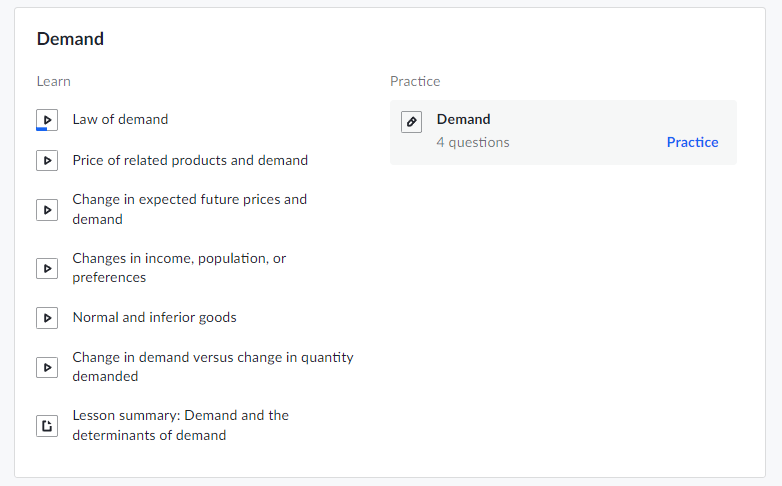 Demand
Learn
Law of demand
Price of related products and demand
Change in expected future prices and
demand
Changes in income, population, or
preferences
Normal and inferior goods
Change in demand versus change in quantity
demanded
Lesson summary: Demand and the
determinants of demand
Practice
Demand
4 questions
Practice